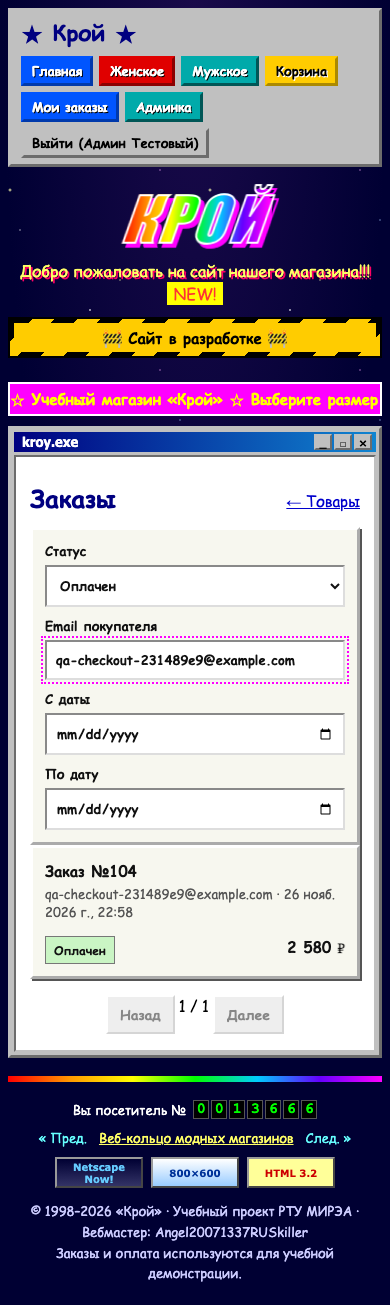 ★ Крой ★
Главная Женское Мужское Корзина
Мои заказы Админка
Выйти (Админ Тестовый)
КРОЙ
Добро пожаловать на сайт нашего магазина!!!
NEW!
🚧 Сайт в разработке 🚧
☆ Учебный магазин «Крой» ☆ Выберите размер
kroy.exe
Заказы ← Товары
Статус
Оплачен
Email покупателя
qa-checkout-231489e9@example.com
С даты
mm/dd/yyyy
По дату
mm/dd/yyyy
Заказ №104
qa-checkout-231489e9@example.com · 26 нояб.
2026 г., 22:58
Оплачен 2 580 ₽
Назад 1 / 1 Далее
Вы посетитель № 0013666
« Пред. Веб-кольцо модных магазинов След. »
Netscape
Now!
800×600 HTML 3.2
© 1998–2026 «Крой» · Учебный проект РТУ МИРЭА ·
Вебмастер: Angel20071337RUSkiller
Заказы и оплата используются для учебной
демонстрации.